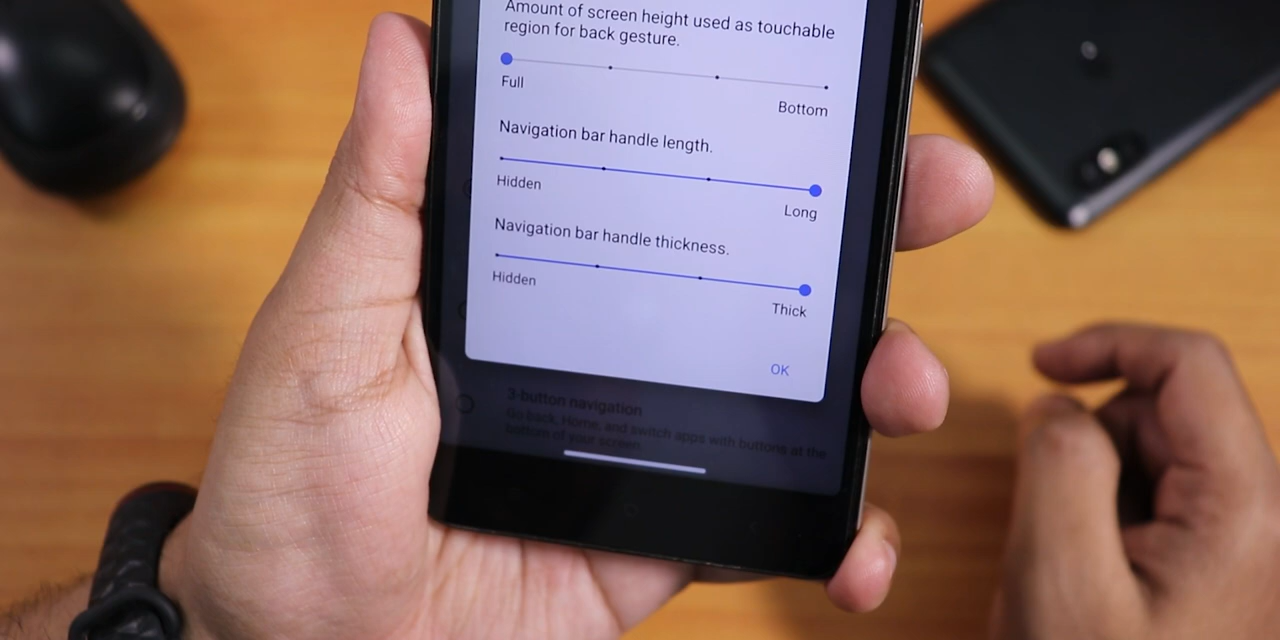 Amount of screen height used as touchable
region for back gesture.
Full
Bottom
Navigation bar handle length.
Hidden
Long
Navigation bar handle thickness.
Hidden
Thick
OK
3-button navigation
Go back, Home, and switch apps with buttons at the
bottom of your screen